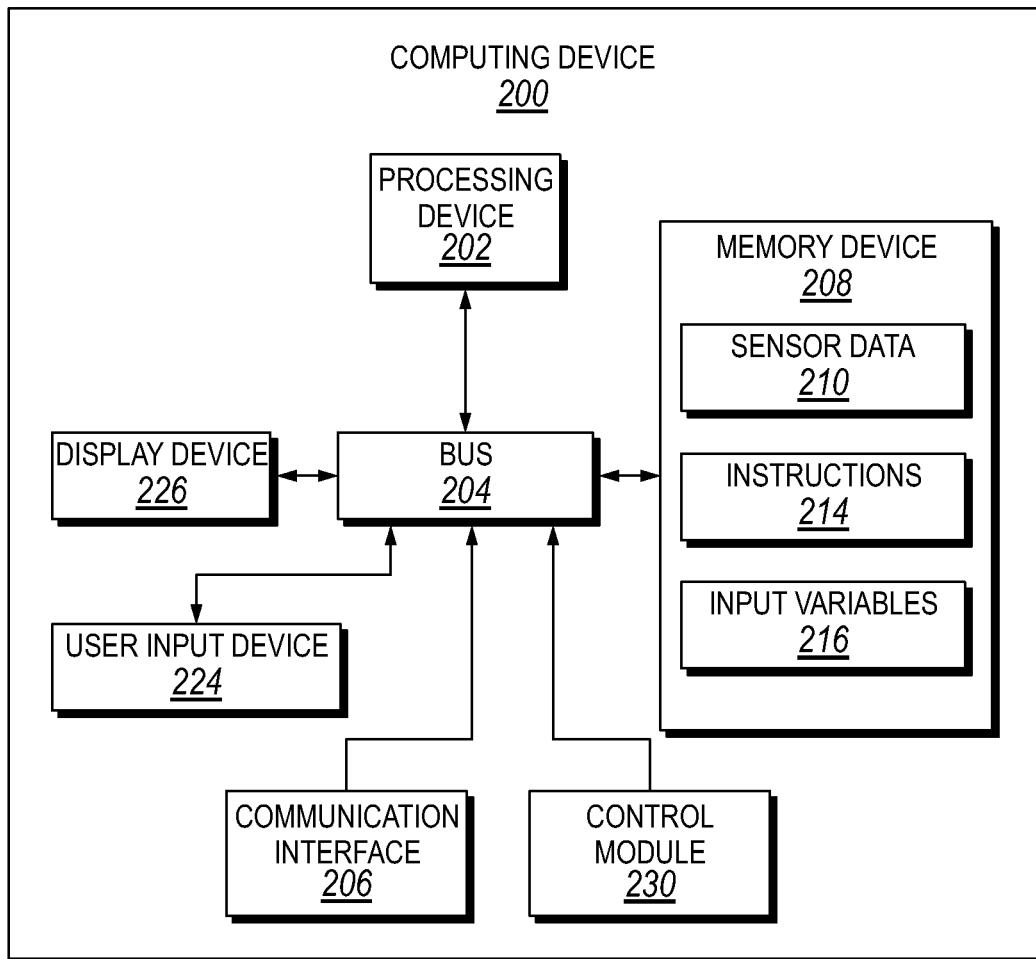 COMPUTING DEVICE
200
PROCESSING
DEVICE
202
MEMORY DEVICE
208
SENSOR DATA
210
INSTRUCTIONS
214
INPUT VARIABLES
216
DISPLAY DEVICE
226
BUS
204
USER INPUT DEVICE
224
COMMUNICATION
INTERFACE
206
CONTROL
MODULE
230